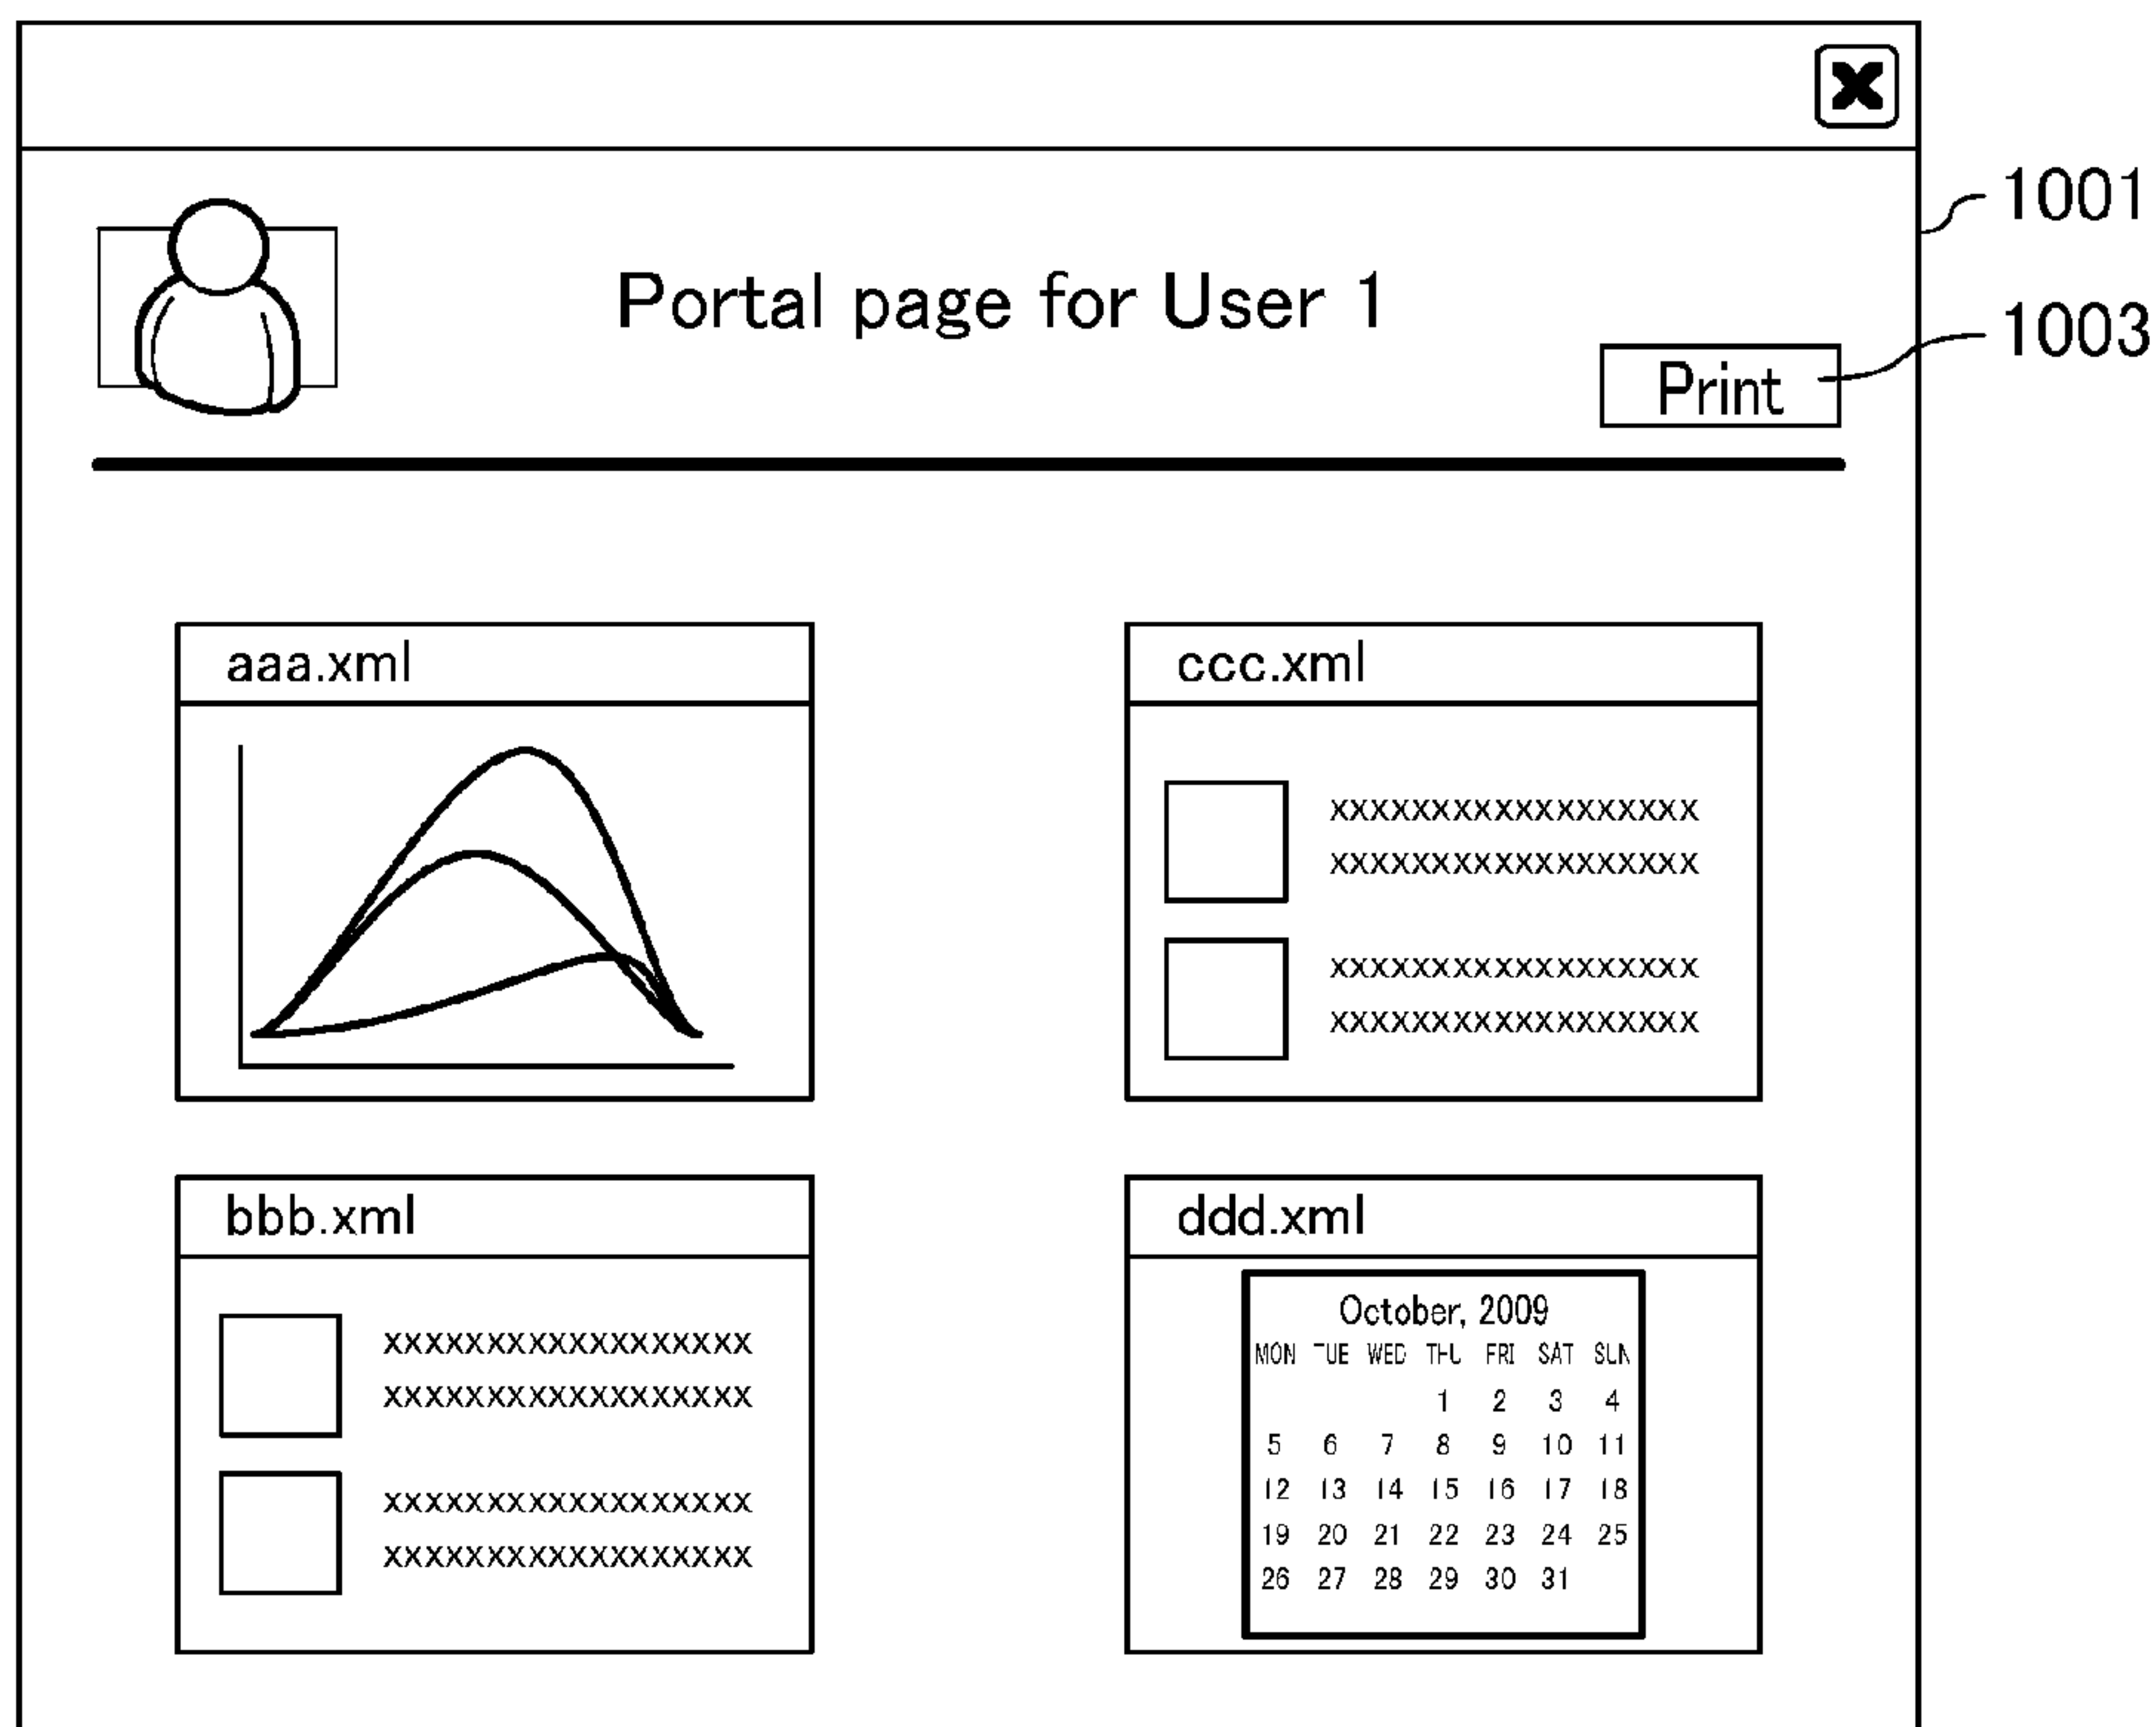 X
1001
Portal page for User 1
1003
Print
aaa.xml
ccc.xml
xxxxxxxxxxxxxxxxxx
xxxxxxxxxxxxxxxxxx
xxxxxxxxxxxxxxxxxx
xxxxxxxxxxxxxxxxxx
bbb.xml
xxxxxxxxxxxxxxxxxx
xxxxxxxxxxxxxxxxxx
xxxxxxxxxxxxxxxxxx
xxxxxxxxxxxxxxxxxx
ddd.xml
October, 2009
MON TUE WED THU FRI SAT SUN
1 2 3 4
5 6 7 8 9 10 11
12 13 14 15 16 17 18
19 20 21 22 23 24 25
26 27 28 29 30 31